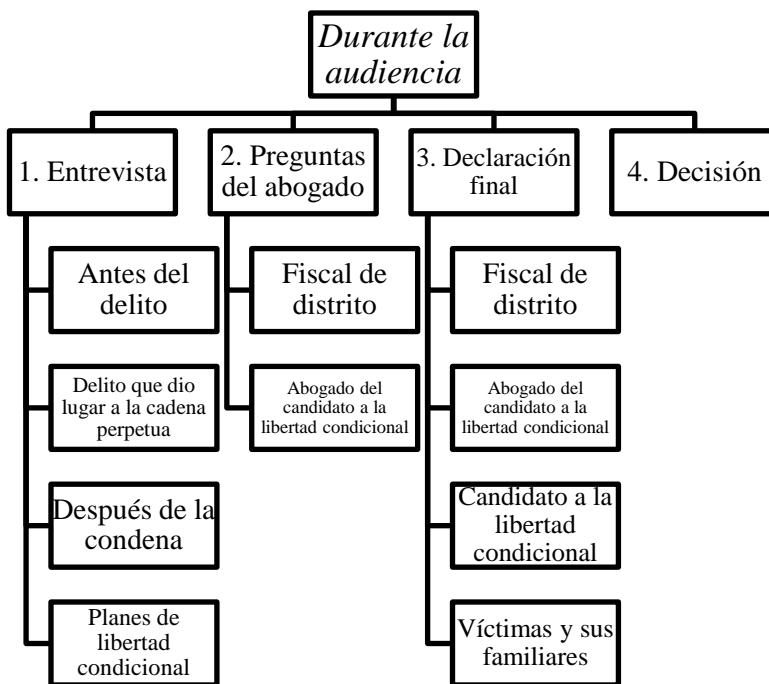 Durante la
audiencia
1. Entrevista
2. Preguntas
del abogado
3. Declaración
final
4. Decisión
Antes del
delito
Delito que dio
lugar a la cadena
perpetua
Después de la
condena
Planes de
libertad
condicional
Fiscal de
distrito
Abogado del
candidato a la
libertad condicional
Fiscal de
distrito
Abogado del
candidato a la
libertad condicional
Candidato a la
libertad
condicional
Víctimas y sus
familiares